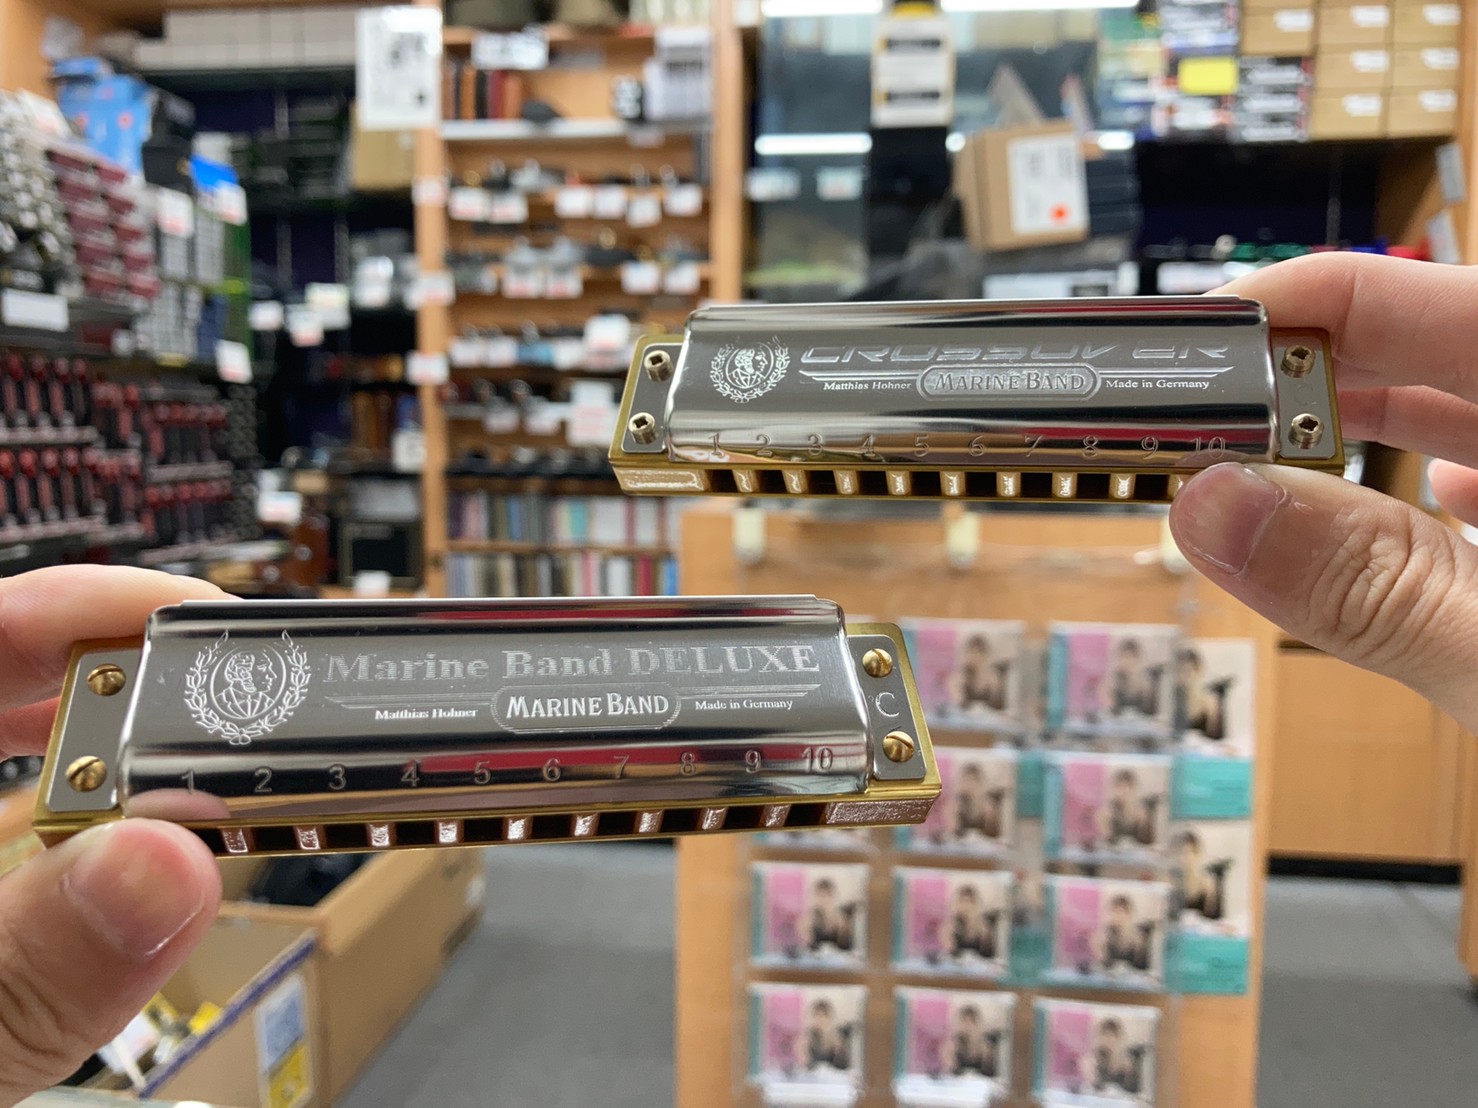 CROSSOVER
Matthias Hohner MARINE BAND Made in Germany
1 2 3 4 5 6 7 8 9 10
C
Marine Band DELUXE
Matthias Hohner MARINE BAND Made in Germany
C
1 2 3 4 5 6 7 8 9 10